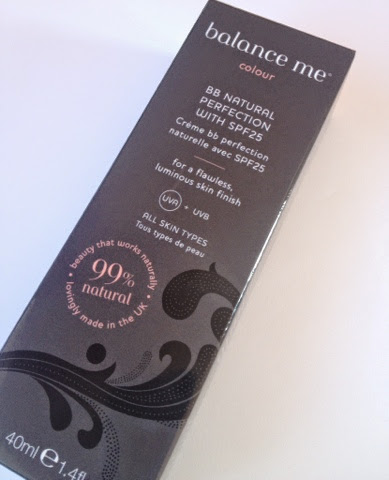 balance me®
colour
BB NATURAL
PERFECTION
WITH SPF25
Crème bb perfection
naturelle avec SPF25
for a flawless,
luminous skin finish
UVA + UVB
ALL SKIN TYPES
Tous types de peau
beauty that works naturally
99%
natural
lovingly made in the UK
40ml e 1.4fl